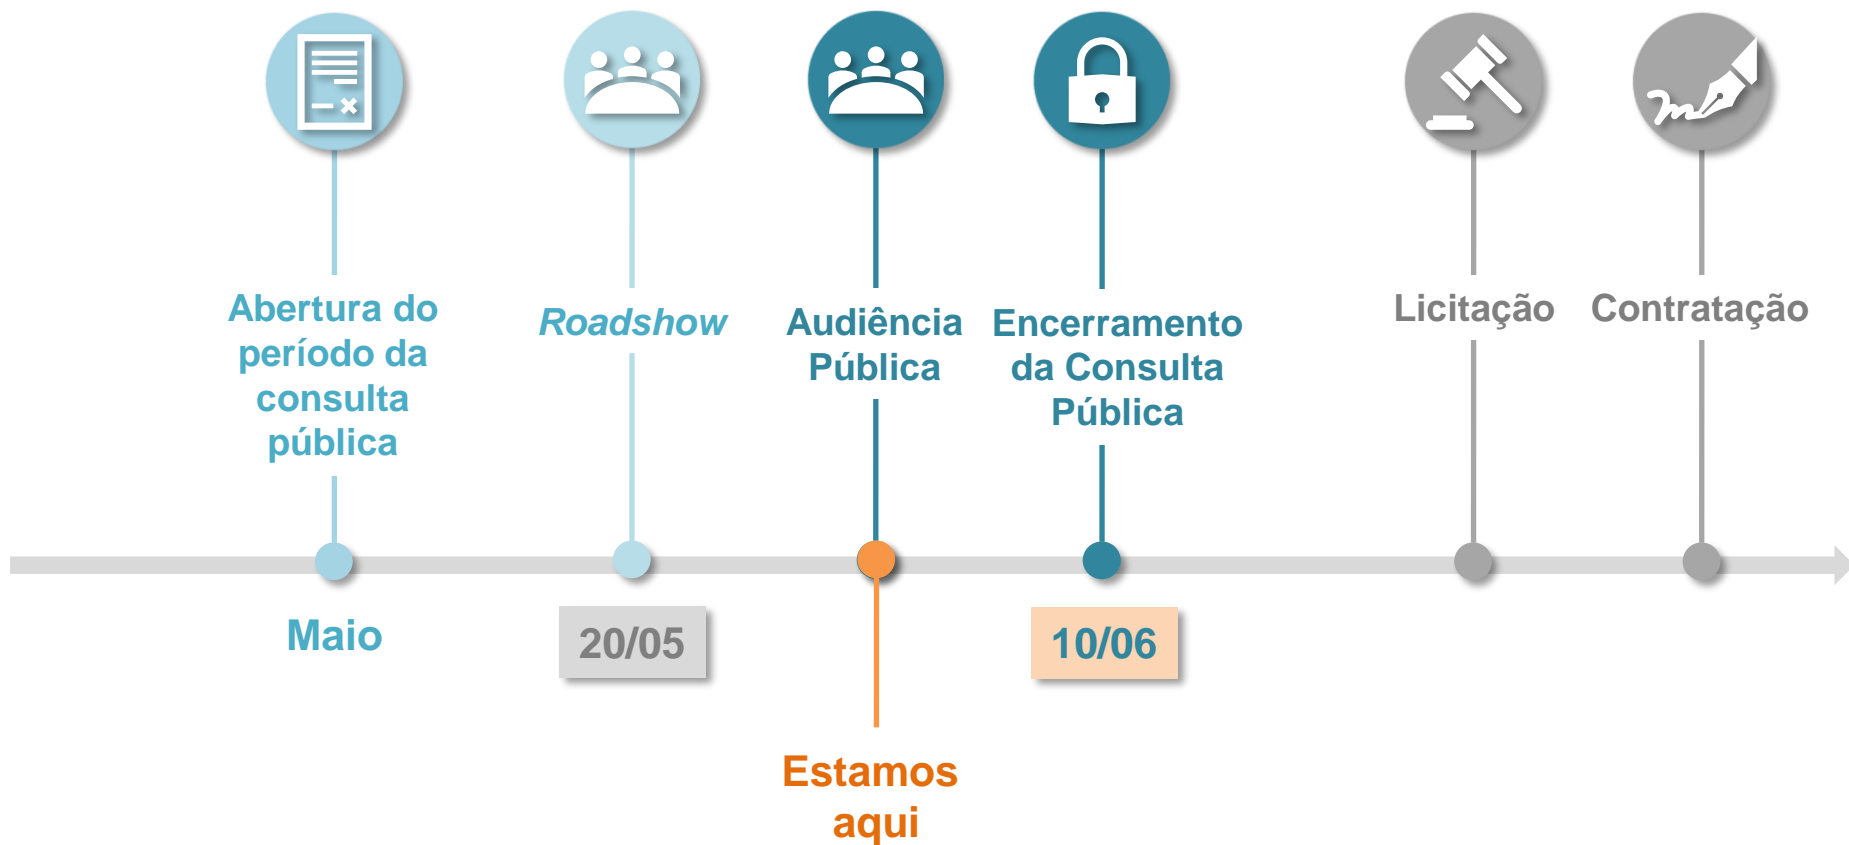 Abertura do
período da
consulta
pública
Roadshow
Audiência
Pública
Encerramento
da Consulta
Pública
Licitação
Contratação
Maio
20/05
10/06
Estamos
aqui